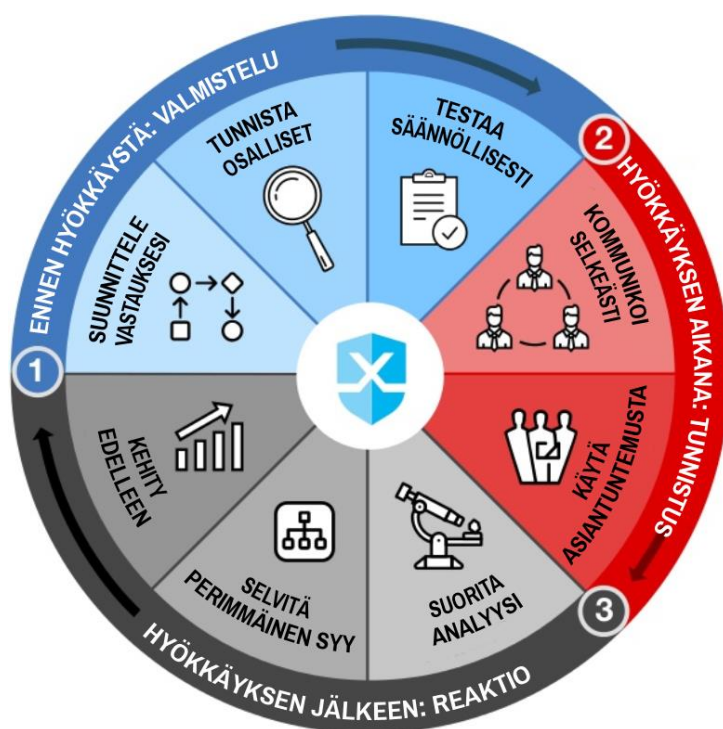 1
ENNEN HYÖKKÄYSTÄ: VALMISTELU
SUUNNITTELE
VASTAUKSESI
TUNNISTA
OSALLISET
TESTAA
SÄÄNNÖLLISESTI
2
HYÖKKÄYKSEN AIKANA: TUNNISTUS
KOMMUNIKOI
SELKEÄSTI
KÄYTÄ
ASIANTUNTEMUSTA
3
HYÖKKÄYKSEN JÄLKEEN: REAKTIO
SUORITA
ANALYYSI
SELVITÄ
PERIMMÄINEN SYY
KEHITY
EDELLEEN